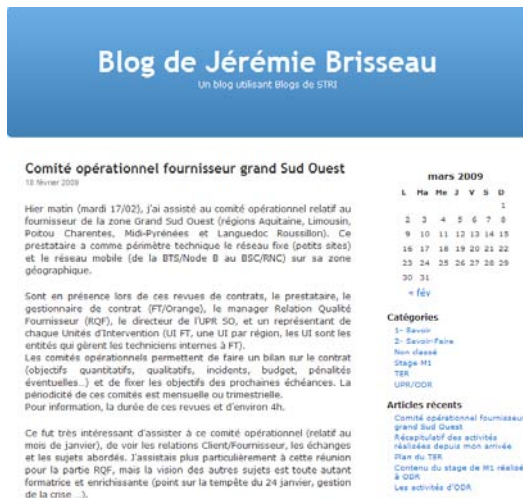 Blog de Jérémie Brisseau
Un blog utilisant Blogs de STRI
Comité opérationnel fournisseur grand Sud Ouest
18 février 2009
Hier matin (mardi 17/02), j'ai assisté au comité opérationnel relatif au
fournisseur de la zone Grand Sud Ouest (régions Aquitaine, Limousin,
Poitou Charentes, Midi-Pyrénées et Languedoc Roussillon). Ce
prestataire a comme périmètre technique le réseau fixe (petits sites)
et le réseau mobile (de la BTS/Node B au BSC/RNC) sur sa zone
géographique.
Sont en présence lors de ces revues de contrats, le prestataire, le
gestionnaire de contrat (FT/Orange), le manager Relation Qualité
Fournisseur (RQF), le directeur de l'UPR SO, et un représentant de
chaque Unités d'Intervention (UI FT, une UI par région, les UI sont les
entités qui gèrent les techniciens internes à FT).
Les comités opérationnels permettent de faire un bilan sur le contrat
(objectifs quantitatifs, qualitatifs, incidents, budget, pénalités
éventuelles...) et de fixer les objectifs des prochaines échéances. La
périodicité de ces comités est mensuelle ou trimestrielle.
Pour information, la durée de ces revues et d'environ 4h.
Ce fut très interessant d'assister à ce comité opérationnel (relatif au
mois de janvier), de voir les relations Client/Fournisseur, les échanges
et les sujets abordés. J'assistais plus particulièrement à cette réunion
pour la partie RQF, mais la vision des autres sujets est toute autant
formatrice et enrichissante (point sur la tempête du 24 janvier, gestion
de la crise ...).
mars 2009
L Ma Me J V S D
1
2 3 4 5 6 7 8
9 10 11 12 13 14 15
16 17 18 19 20 21 22
23 24 25 26 27 28 29
30 31
« fév
Catégories
1- Savoir
2- Savoir-Faire
Non classé
Stage M1
TER
UPR/ODR
Articles récents
Comité opérationnel fournisseur
grand Sud Ouest
Récapitulatif des activités
réalisées depuis mon arrivée
Plan du TER
Contenu du stage de M1 réalisé
à ODR
Les activités d'ODR